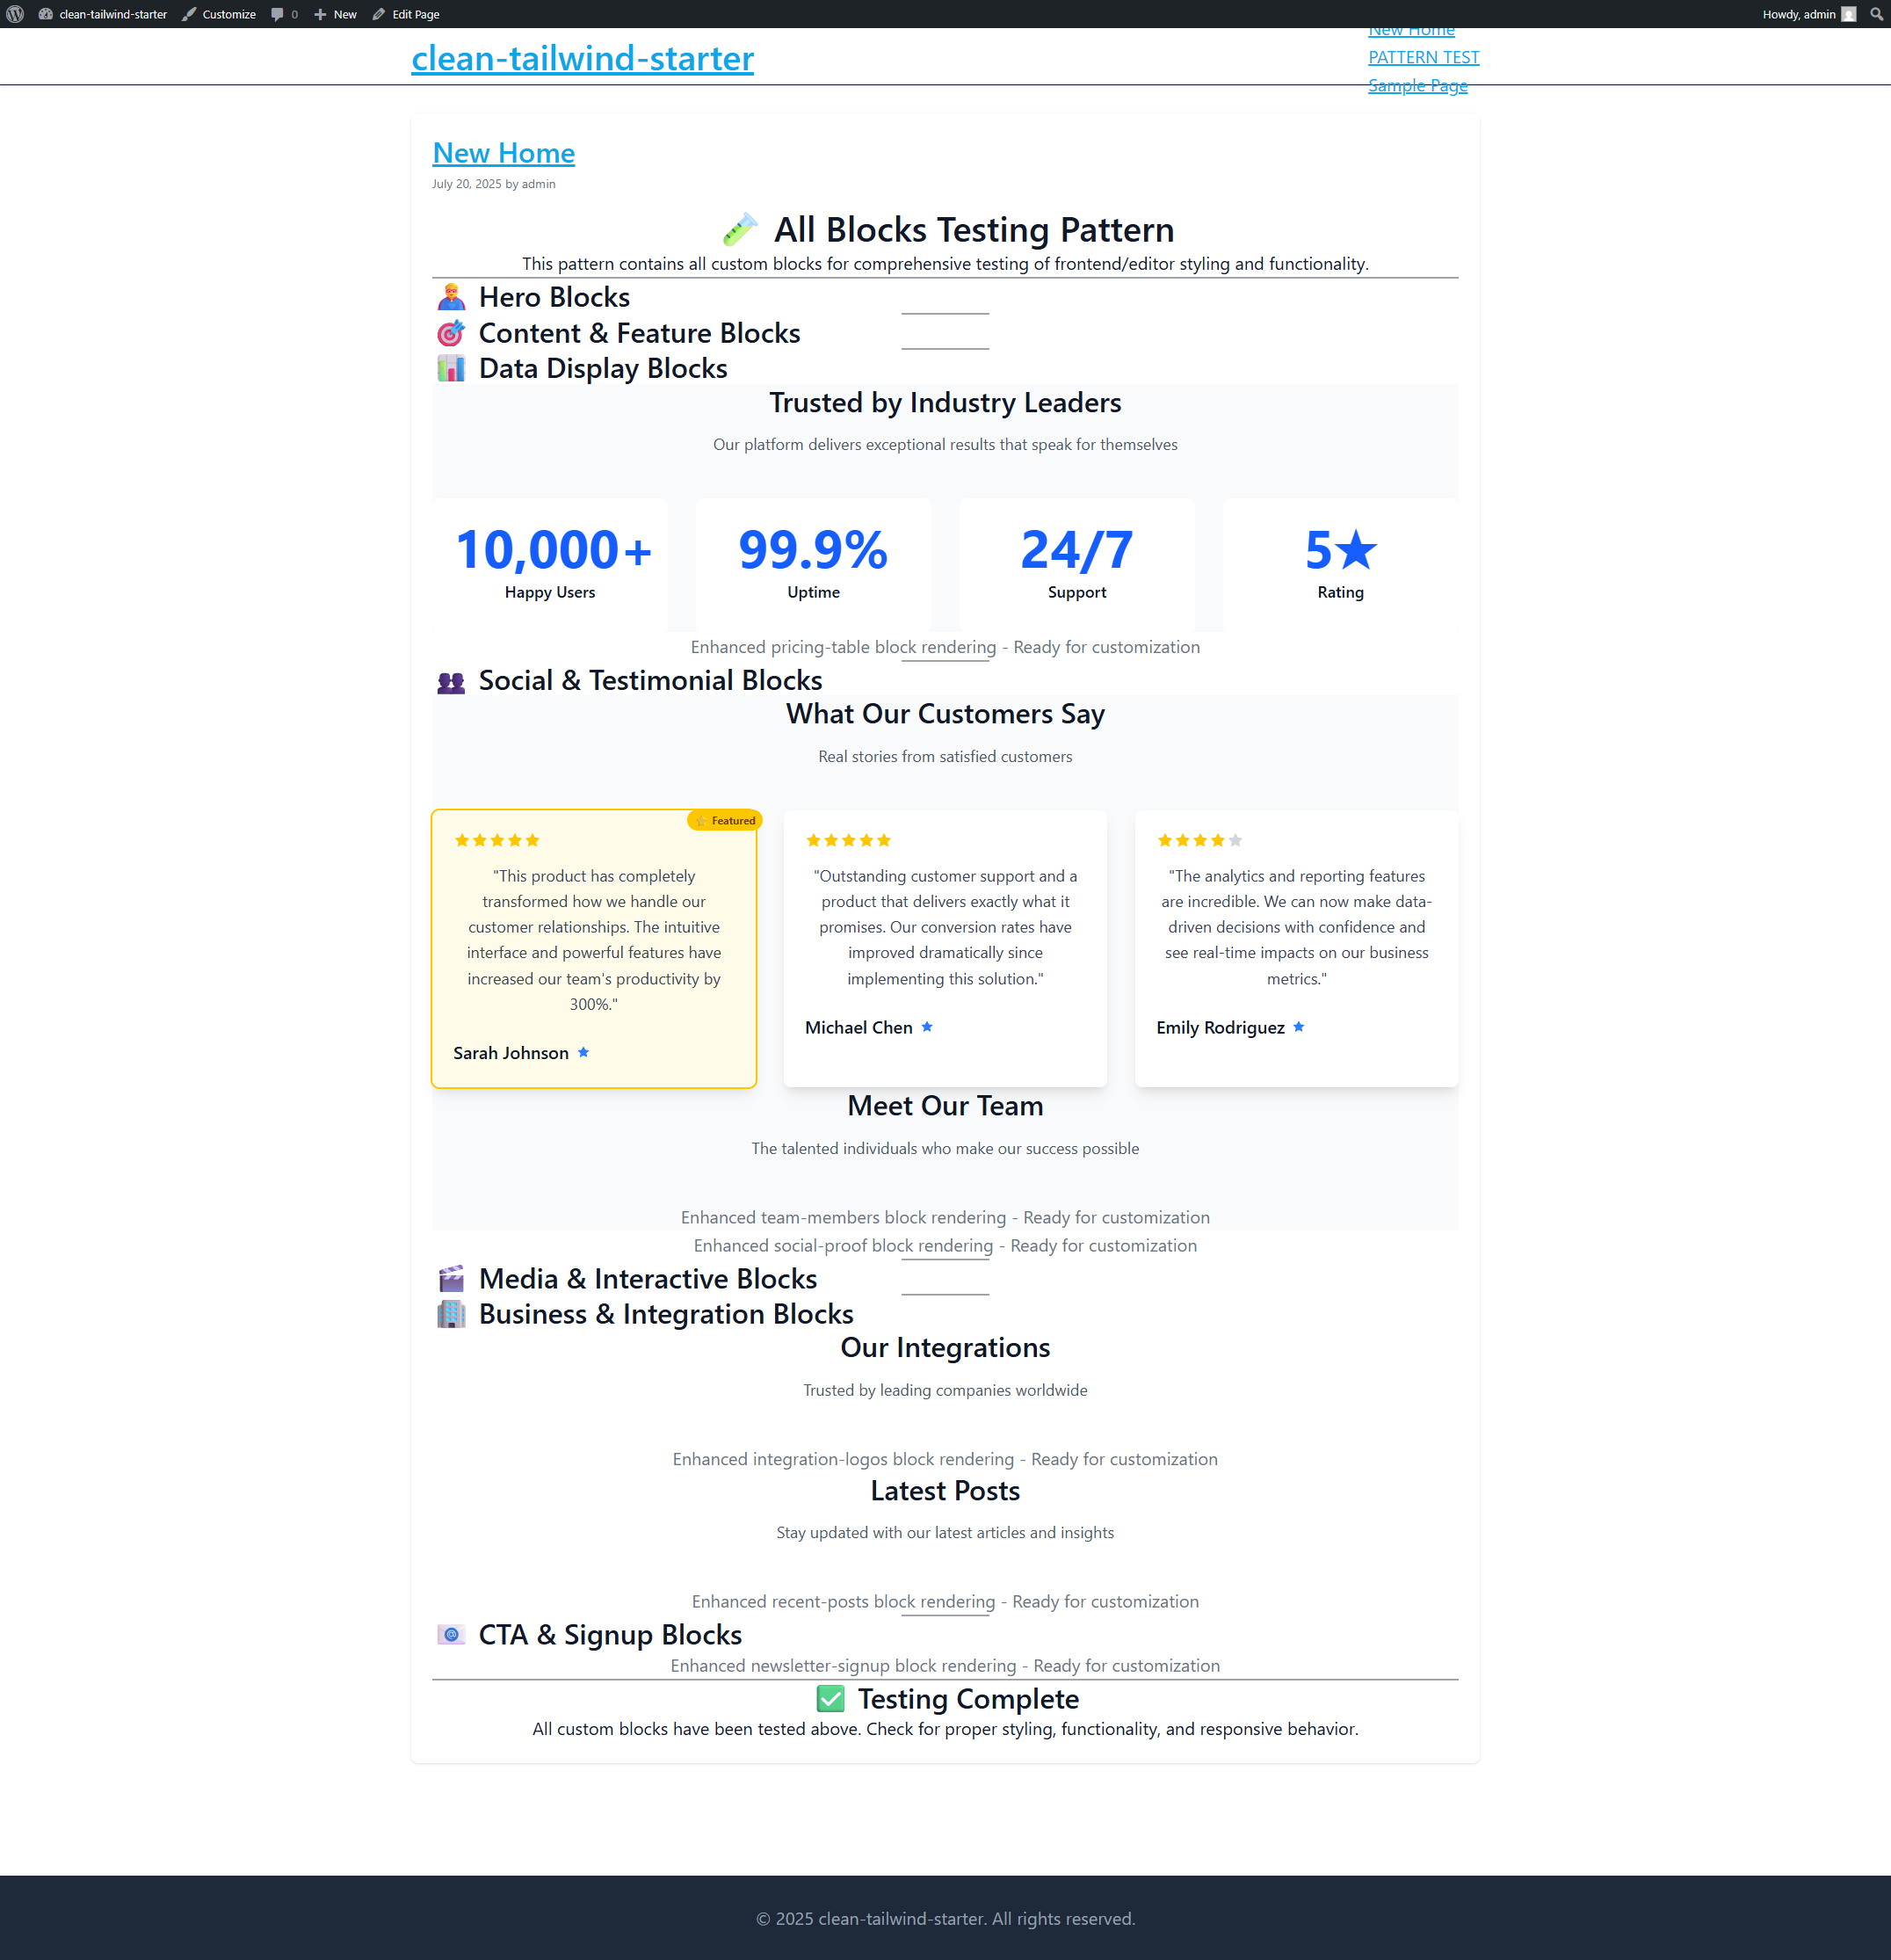 clean-tailwind-starter Customize 0 New Edit Page Howdy, admin
clean-tailwind-starter
New Home
PATTERN TEST
Sample Page
New Home
July 20, 2025 by admin
All Blocks Testing Pattern
This pattern contains all custom blocks for comprehensive testing of frontend/editor styling and functionality.
Hero Blocks
Content & Feature Blocks
Data Display Blocks
Trusted by Industry Leaders
Our platform delivers exceptional results that speak for themselves
10,000+
Happy Users
99.9%
Uptime
24/7
Support
5★
Rating
Enhanced pricing-table block rendering - Ready for customization
Social & Testimonial Blocks
What Our Customers Say
Real stories from satisfied customers
Featured
"This product has completely
transformed how we handle our
customer relationships. The intuitive
interface and powerful features have
increased our team's productivity by
300%."
Sarah Johnson
"Outstanding customer support and a
product that delivers exactly what it
promises. Our conversion rates have
improved dramatically since
implementing this solution."
Michael Chen
"The analytics and reporting features
are incredible. We can now make data-
driven decisions with confidence and
see real-time impacts on our business
metrics."
Emily Rodriguez
Meet Our Team
The talented individuals who make our success possible
Enhanced team-members block rendering - Ready for customization
Enhanced social-proof block rendering - Ready for customization
Media & Interactive Blocks
Business & Integration Blocks
Our Integrations
Trusted by leading companies worldwide
Enhanced integration-logos block rendering - Ready for customization
Latest Posts
Stay updated with our latest articles and insights
Enhanced recent-posts block rendering - Ready for customization
CTA & Signup Blocks
Enhanced newsletter-signup block rendering - Ready for customization
Testing Complete
All custom blocks have been tested above. Check for proper styling, functionality, and responsive behavior.
© 2025 clean-tailwind-starter. All rights reserved.